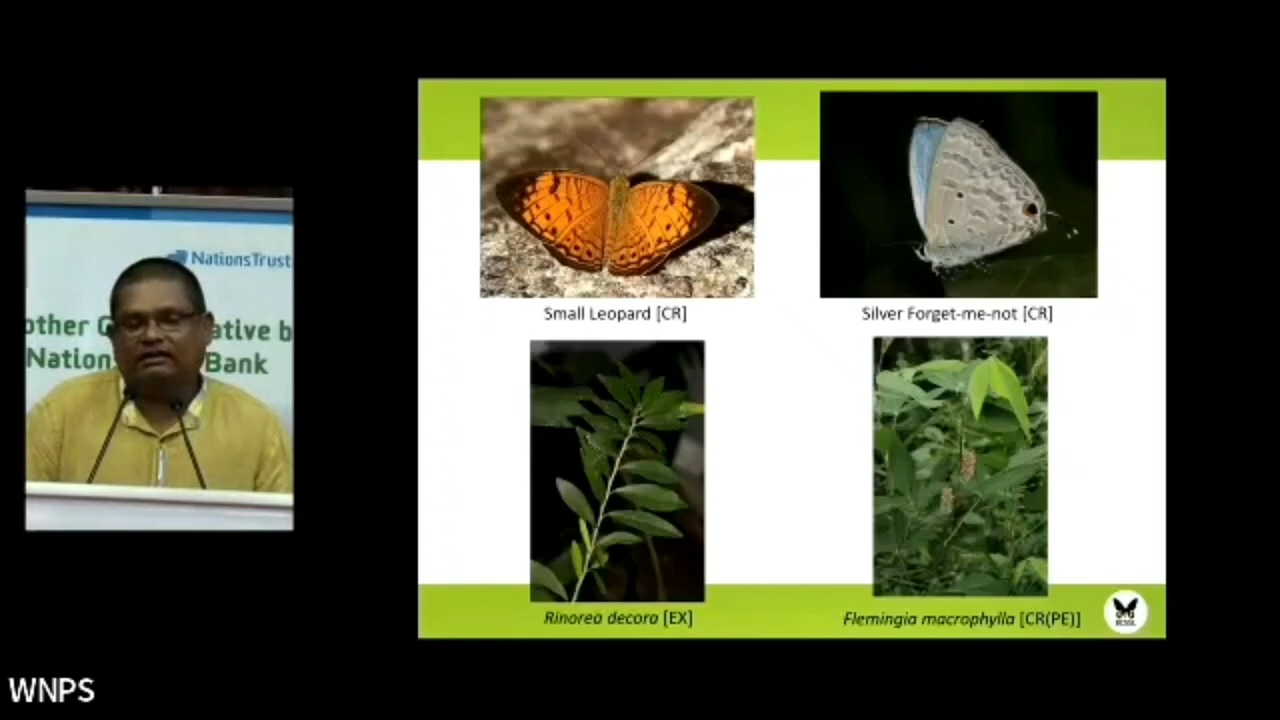 NationsTrust
other G ative b
Nation Bank
Small Leopard [CR]
Silver Forget-me-not [CR]
Rinorea decora [EX]
Flemingia macrophylla [CR(PE)]
WNPS